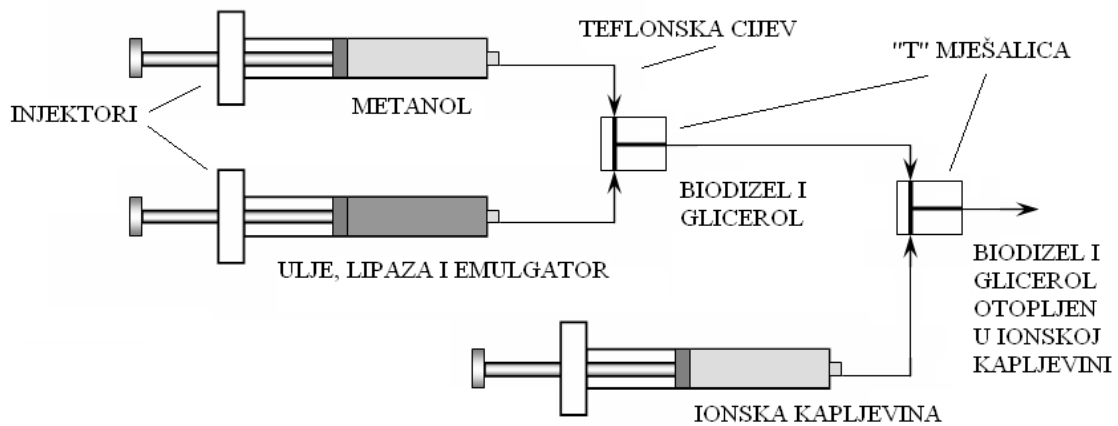 TEFLONSKA CIJEV
"T" MJEŠALICA
INJEKTORI
METANOL
BIODIZEL I
GLICEROL
ULJE, LIPAZA I EMULGATOR
BIODIZEL I
GLICEROL
OTOPLJEN
U IONSKOJ
KAPLJEVINI
IONSKA KAPLJEVINA